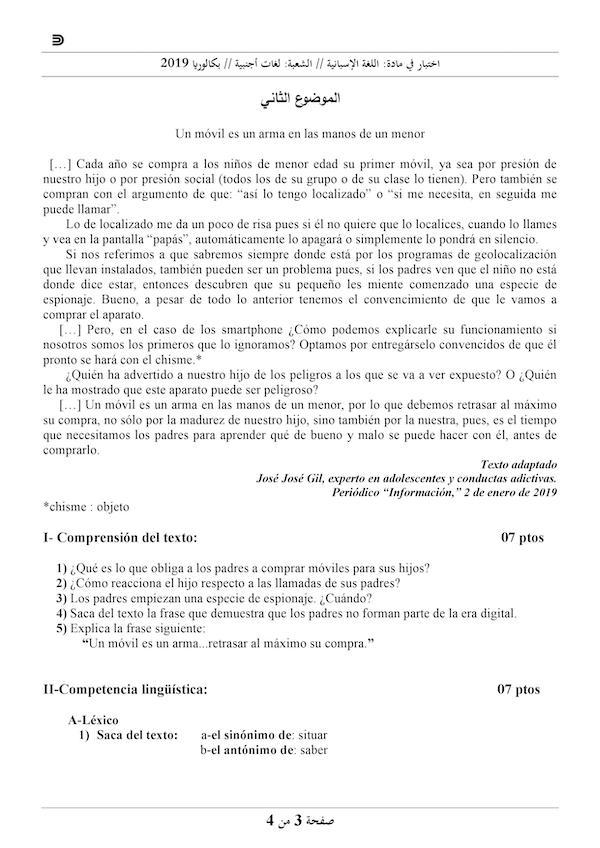 اختبار في مادة: اللغة الإسبانية // الشعبة: لغات أجنبية // بكالوريا 2019
الموضوع الثاني
Un móvil es un arma en las manos de un menor
[…] Cada año se compra a los niños de menor edad su primer móvil, ya sea por presión de
nuestro hijo o por presión social (todos los de su grupo o de su clase lo tienen). Pero también se
compran con el argumento de que: “así lo tengo localizado” o “si me necesita, en seguida me
puede llamar”.
Lo de localizado me da un poco de risa pues si él no quiere que lo localices, cuando lo llames
y vea en la pantalla “papás”, automáticamente lo apagará o simplemente lo pondrá en silencio.
Si nos referimos a que sabremos siempre donde está por los programas de geolocalización
que llevan instalados, también pueden ser un problema pues, si los padres ven que el niño no está
donde dice estar, entonces descubren que su pequeño les miente comenzado una especie de
espionaje. Bueno, a pesar de todo lo anterior tenemos el convencimiento de que le vamos a
comprar el aparato.
[…] Pero, en el caso de los smartphone ¿Cómo podemos explicarle su funcionamiento si
nosotros somos los primeros que lo ignoramos? Optamos por entregárselo convencidos de que él
pronto se hará con el chisme.*
¿Quién ha advertido a nuestro hijo de los peligros a los que se va a ver expuesto? O ¿Quién
le ha mostrado que este aparato puede ser peligroso?
[…] Un móvil es un arma en las manos de un menor, por lo que debemos retrasar al máximo
su compra, no sólo por la madurez de nuestro hijo, sino también por la nuestra, pues, es el tiempo
que necesitamos los padres para aprender qué de bueno y malo se puede hacer con él, antes de
comprarlo.
Texto adaptado
José José Gil, experto en adolescentes y conductas adictivas.
Periódico “Información,” 2 de enero de 2019
*chisme : objeto
I- Comprensión del texto: 07 ptos
1) ¿Qué es lo que obliga a los padres a comprar móviles para sus hijos?
2) ¿Cómo reacciona el hijo respecto a las llamadas de sus padres?
3) Los padres empiezan una especie de espionaje. ¿Cuándo?
4) Saca del texto la frase que demuestra que los padres no forman parte de la era digital.
5) Explica la frase siguiente:
“Un móvil es un arma...retrasar al máximo su compra.”
II-Competencia lingüística: 07 ptos
A-Léxico
1) Saca del texto: a-el sinónimo de: situar
b-el antónimo de: saber
صفحة 3 من 4